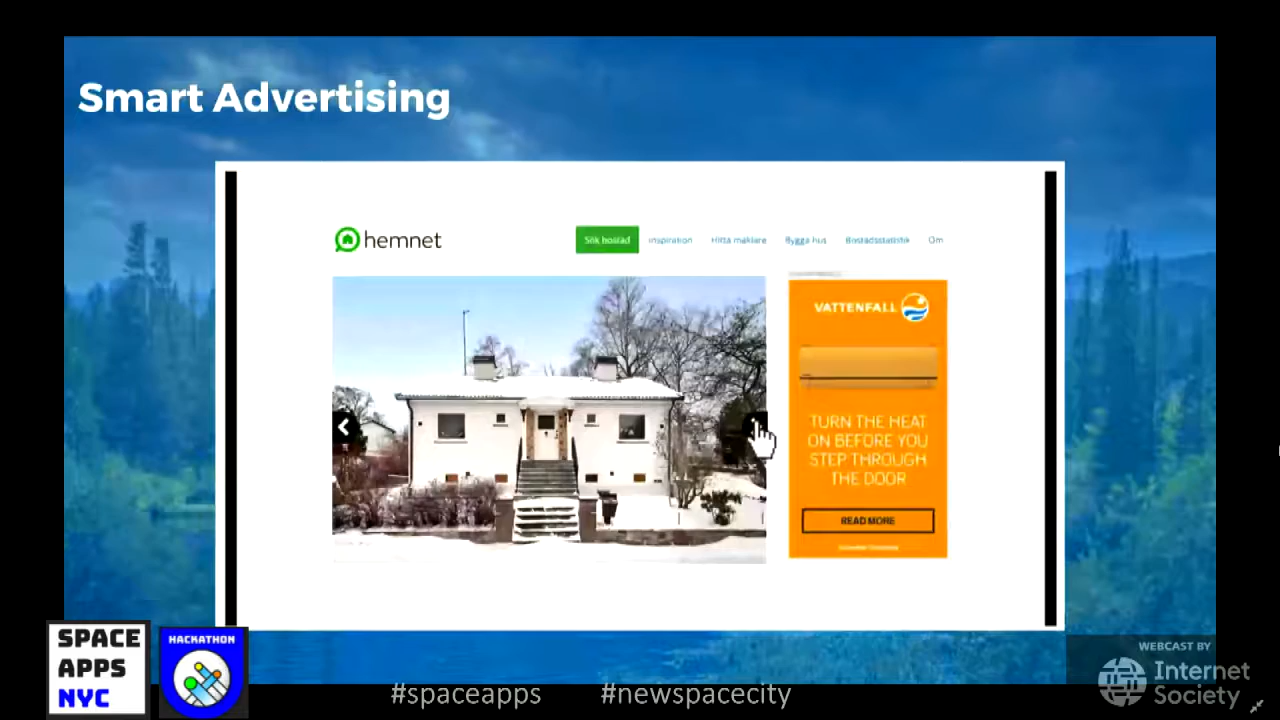 Smart Advertising
hemnet
Sök bostad
Inspiration
Hitta mäklare
Bygga hus
Bostadsstatistik
Om
VATTENFALL
TURN THE HEAT
ON BEFORE YOU
STEP THROUGH
THE DOOR
READ MORE
SPACE
APPS
NYC
HACKATHON
#spaceapps #newspacecity
WEBCAST BY
Internet
Society